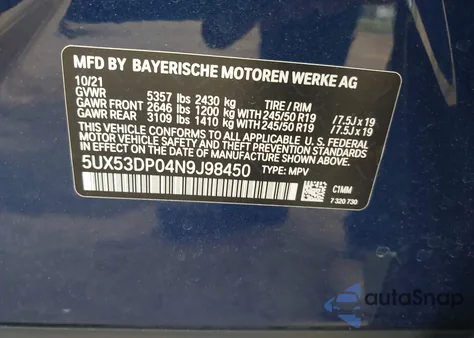 MFD BY BAYERISCHE MOTOREN WERKE AG
10/21
GVWR 5357 lbs 2430 kg TIRE / RIM
GAWR FRONT 2646 lbs 1200 kg WITH 245/50 R19 /7.5J x 19
GAWR REAR 3109 lbs 1410 kg WITH 245/50 R19 /7.5J x 19
THIS VEHICLE CONFORMS TO ALL APPLICABLE
FEDERAL MOTOR VEHICLE SAFETY, BUMPER, AND
THEFT PREVENTION STANDARDS IN EFFECT ON THE
DATE OF MANUFACTURE SHOWN ABOVE.
5UX53DP04N9J98450 TYPE: MPV
C1MM
7 320 730
autoSnap